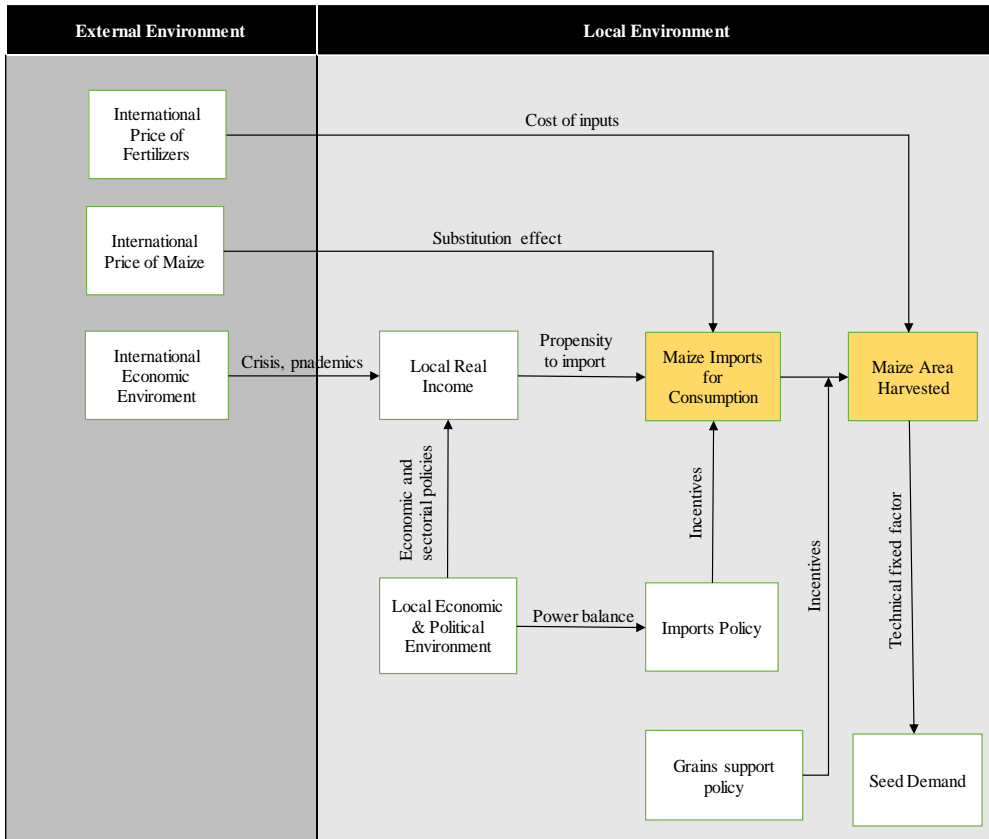 External Environment
Local Environment
International
Price of
Fertilizers
Cost of inputs
International
Price of Maize
Substitution effect
International
Economic
Enviroment
Crisis, pnademics
Local Real
Income
Propensity
to import
Maize Imports
for
Consumption
Maize Area
Harvested
Economic and
sectorial policies
Incentives
Incentives
Technical fixed factor
Local Economic
& Political
Environment
Power balance
Imports Policy
Grains support
policy
Seed Demand